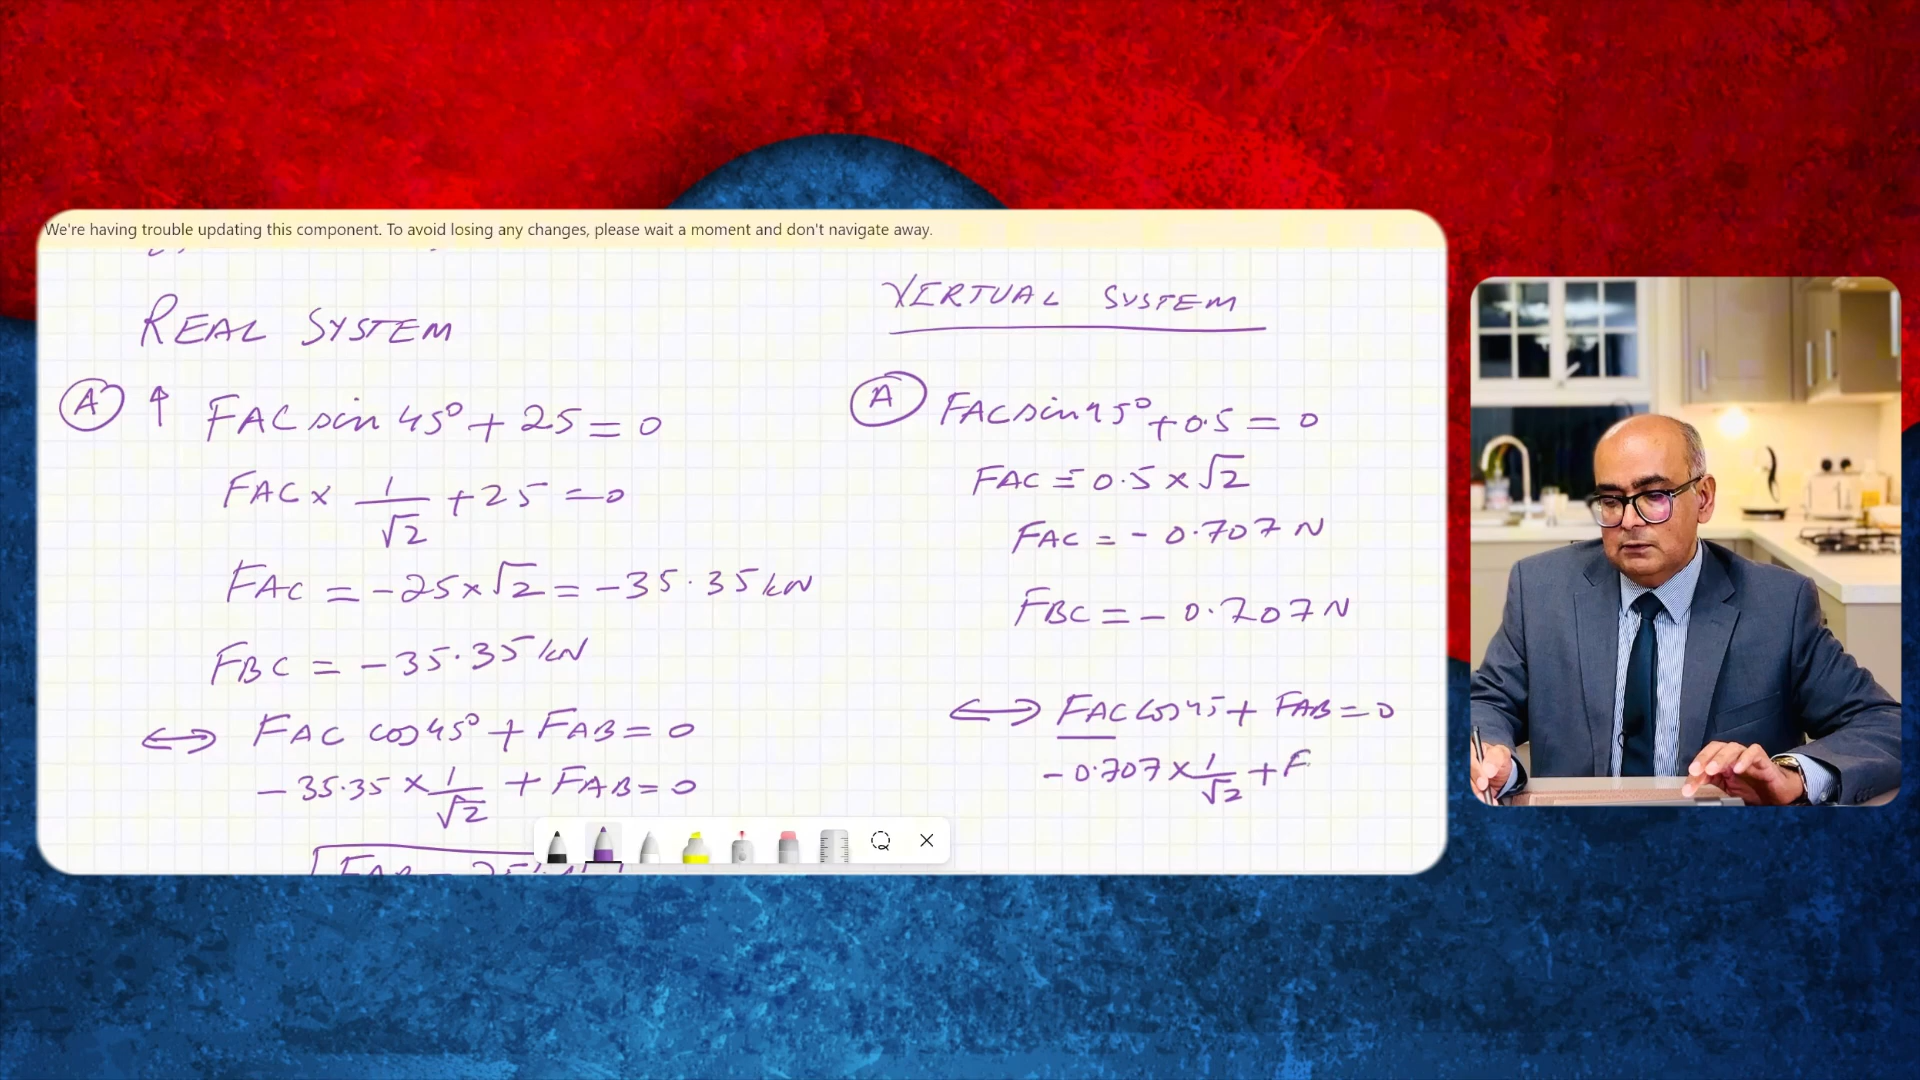 We're having trouble updating this component. To avoid losing any changes, please wait a moment and don't navigate away.
REAL SYSTEM
(A) ↑ FAC sin 45° + 25 = 0
FAC × 1/√2 + 25 = 0
FAC = -25×√2 = -35.35 kN
FBC = -35.35 kN
⟷ FAC cos 45° + FAB = 0
-35.35 × 1/√2 + FAB = 0
VIRTUAL SYSTEM
(A) FAC sin 45° + 0.5 = 0
FAC = 0.5 × √2
FAC = - 0.707 N
FBC = - 0.707 N
⟷ FAC cos 45 + FAB = 0
-0.707 × 1/√2 + F